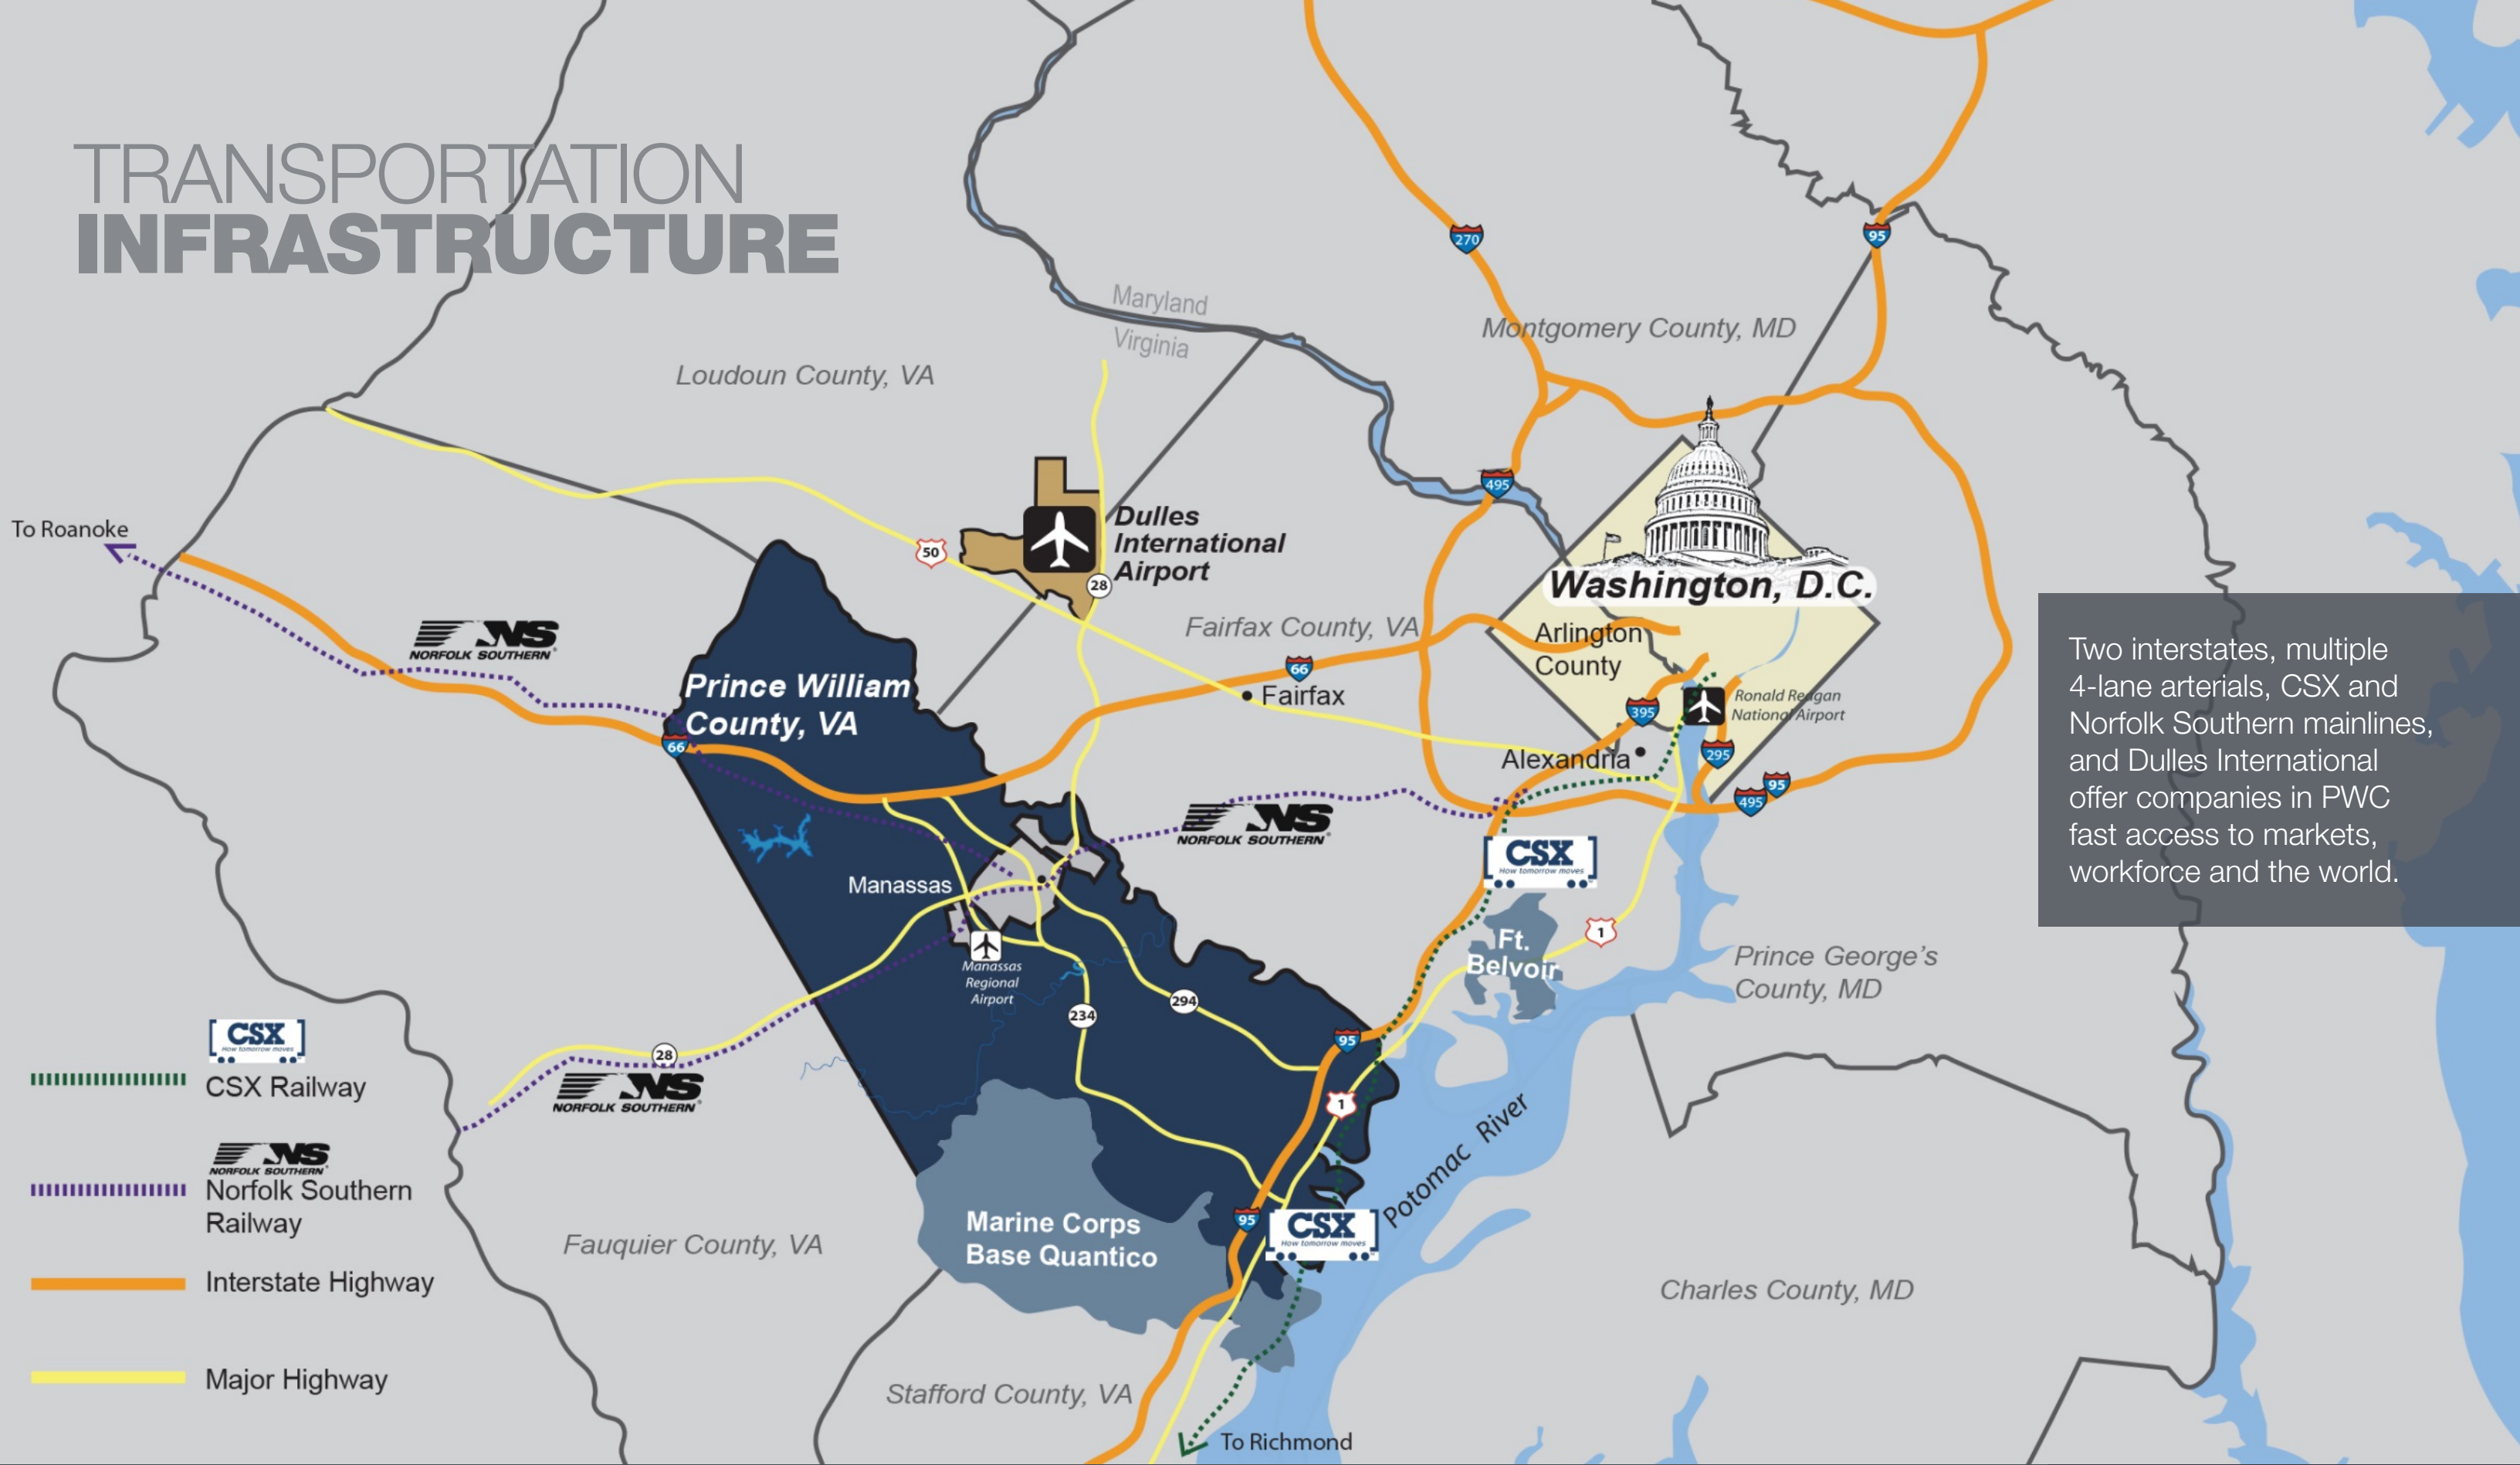 TRANSPORTATION
INFRASTRUCTURE
270
95
Maryland
Virginia
Montgomery County, MD
Loudoun County, VA
495
To Roanoke
50
Dulles
International
Airport
28
Washington, D.C.
NS
NORFOLK SOUTHERN
Fairfax County, VA
Arlington
County
66
Fairfax
Prince William
County, VA
66
395
Ronald Reagan
National Airport
295
Alexandria
95
495
Two interstates, multiple
4-lane arterials, CSX and
Norfolk Southern mainlines,
and Dulles International
offer companies in PWC
fast access to markets,
workforce and the world.
NS
NORFOLK SOUTHERN
CSX
How tomorrow moves
Manassas
Manassas
Regional
Airport
Ft.
Belvoir
1
Prince George's
County, MD
294
234
95
28
NS
NORFOLK SOUTHERN
1
Potomac River
Marine Corps
Base Quantico
95
CSX
How tomorrow moves
Fauquier County, VA
Charles County, MD
Stafford County, VA
To Richmond
CSX
How tomorrow moves
CSX Railway
NS
NORFOLK SOUTHERN
Norfolk Southern
Railway
Interstate Highway
Major Highway